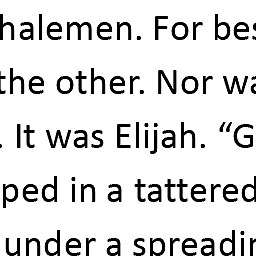 halemen. For bes
the other. Nor wa
. It was Elijah. “G
ped in a tattered
under a spreadin